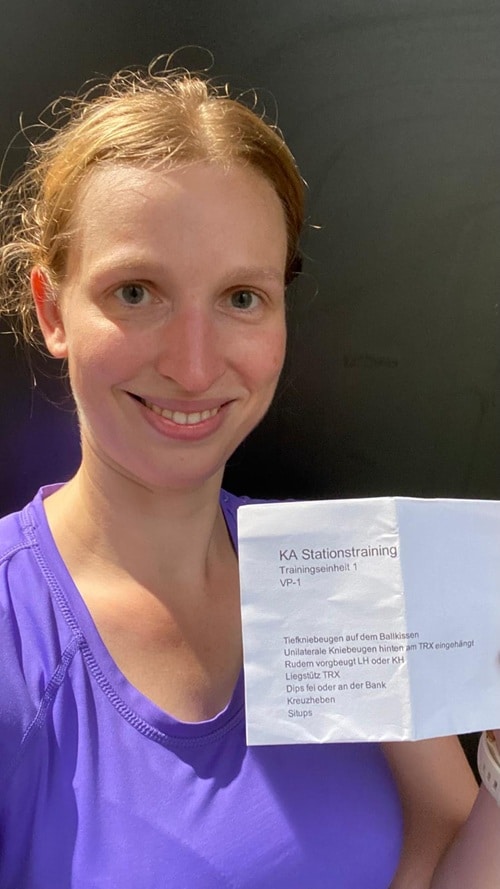 KA Stationstraining
Trainingseinheit 1
VP-1
Tiefkniebeugen auf dem Ballkissen
Unilaterale Kniebeugen hinten am TRX eingehängt
Rudern vorgebeugt LH oder KH
Liegstütz TRX
Dips fei oder an der Bank
Kreuzheben
Situps